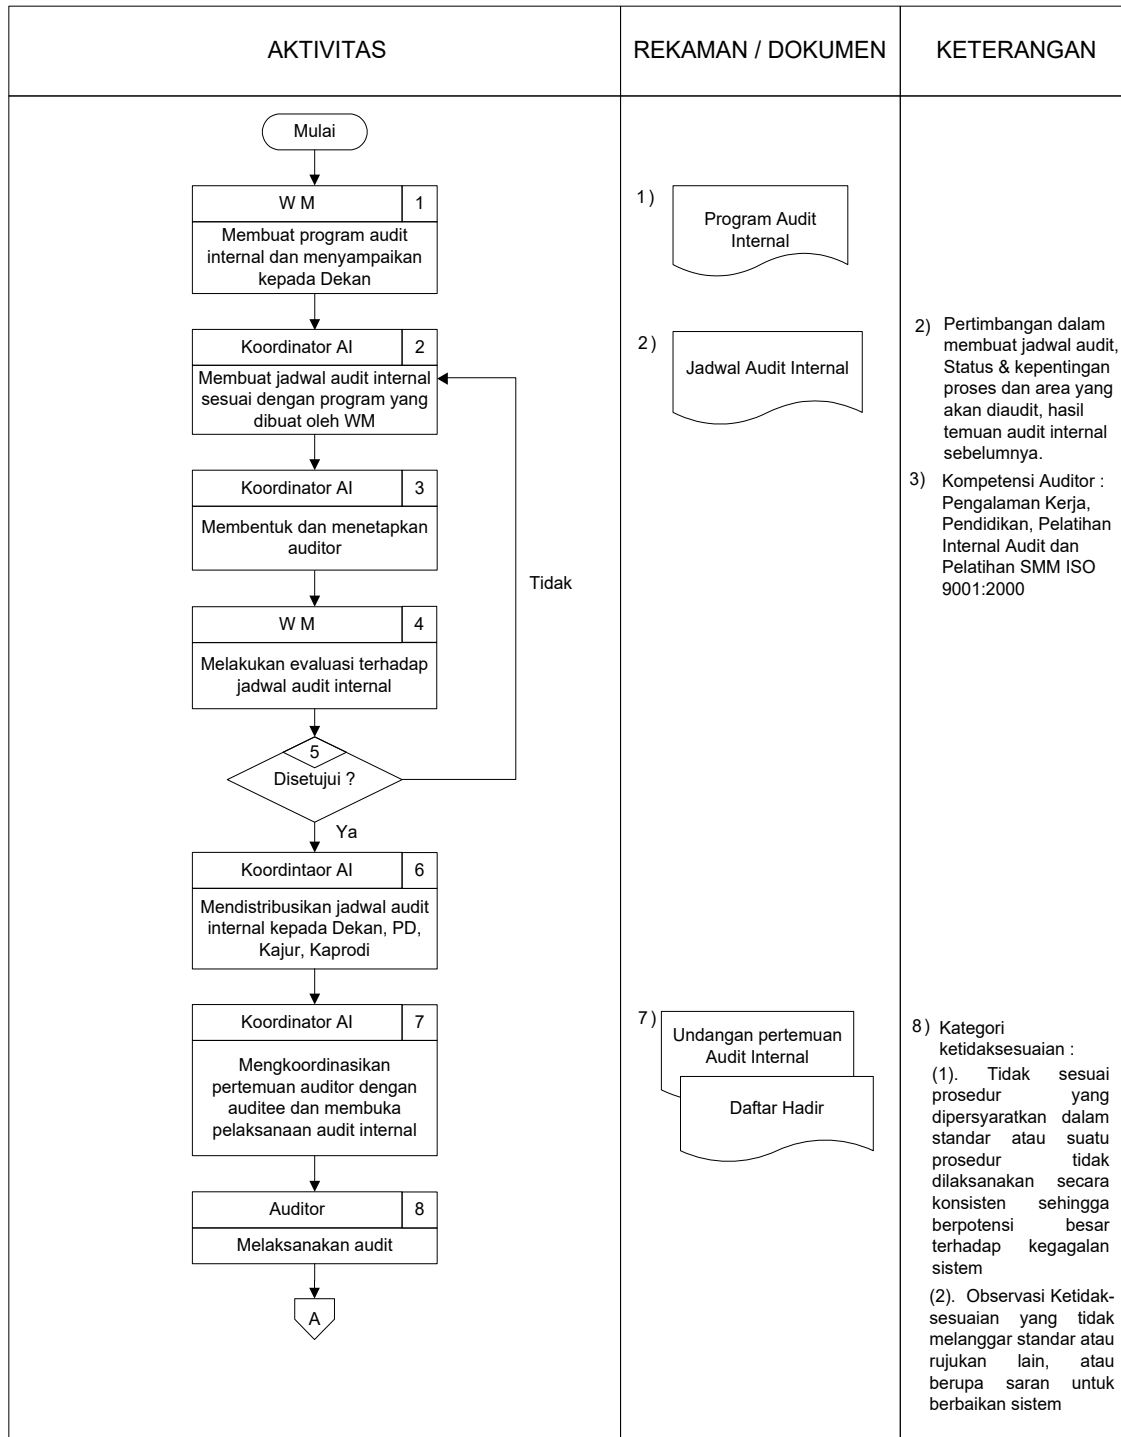 AKTIVITAS
REKAMAN / DOKUMEN
KETERANGAN
Mulai
W M
1
Membuat program audit
internal dan menyampaikan
kepada Dekan
1)
Program Audit
Internal
Koordinator AI
2
Membuat jadwal audit internal
sesuai dengan program yang
dibuat oleh WM
2)
Jadwal Audit Internal
2) Pertimbangan dalam
membuat jadwal audit,
Status & kepentingan
proses dan area yang
akan diaudit, hasil
temuan audit internal
sebelumnya.
Koordinator AI
3
Membentuk dan menetapkan
auditor
3) Kompetensi Auditor :
Pengalaman Kerja,
Pendidikan, Pelatihan
Internal Audit dan
Pelatihan SMM ISO
9001:2000
Tidak
W M
4
Melakukan evaluasi terhadap
jadwal audit internal
5
Disetujui ?
Ya
Koordintaor AI
6
Mendistribusikan jadwal audit
internal kepada Dekan, PD,
Kajur, Kaprodi
Koordinator AI
7
Mengkoordinasikan
pertemuan auditor dengan
auditee dan membuka
pelaksanaan audit internal
7)
Undangan pertemuan
Audit Internal
Daftar Hadir
Auditor
8
Melaksanakan audit
A
8) Kategori
ketidaksesuaian :
(1). Tidak sesuai
prosedur yang
dipersyaratkan dalam
standar atau suatu
prosedur tidak
dilaksanakan secara
konsisten sehingga
berpotensi besar
terhadap kegagalan
sistem
(2). Observasi Ketidak-
sesuaian yang tidak
melanggar standar atau
rujukan lain, atau
berupa saran untuk
berbaikan sistem